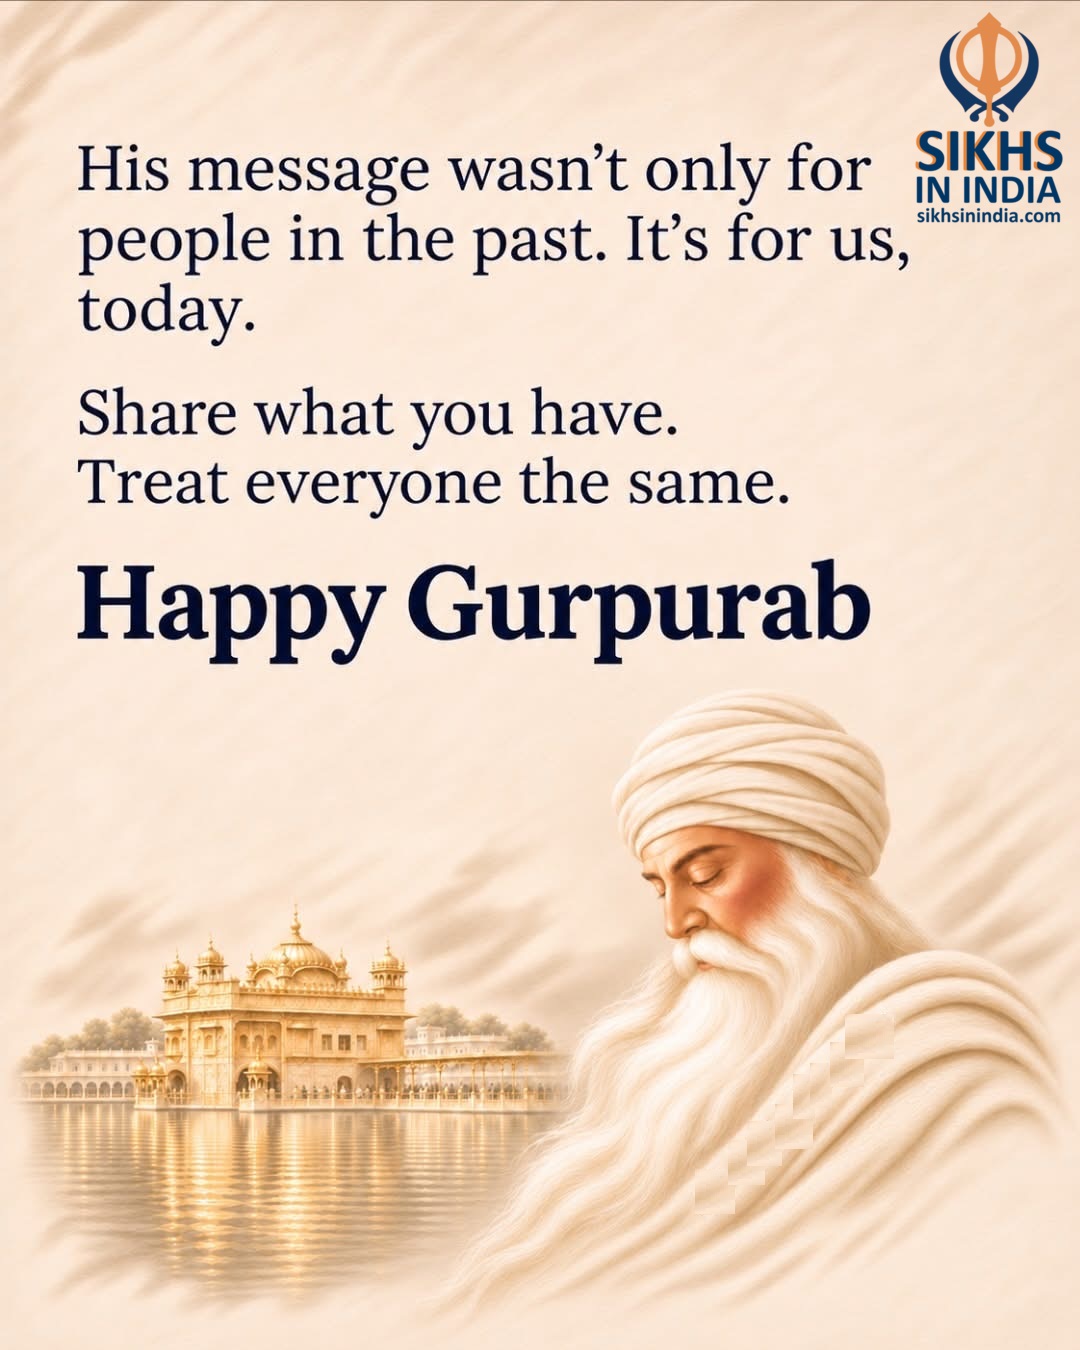 SIKHS
IN INDIA
sikhsinindia.com
His message wasn’t only for
people in the past. It’s for us,
today.
Share what you have.
Treat everyone the same.
Happy Gurpurab